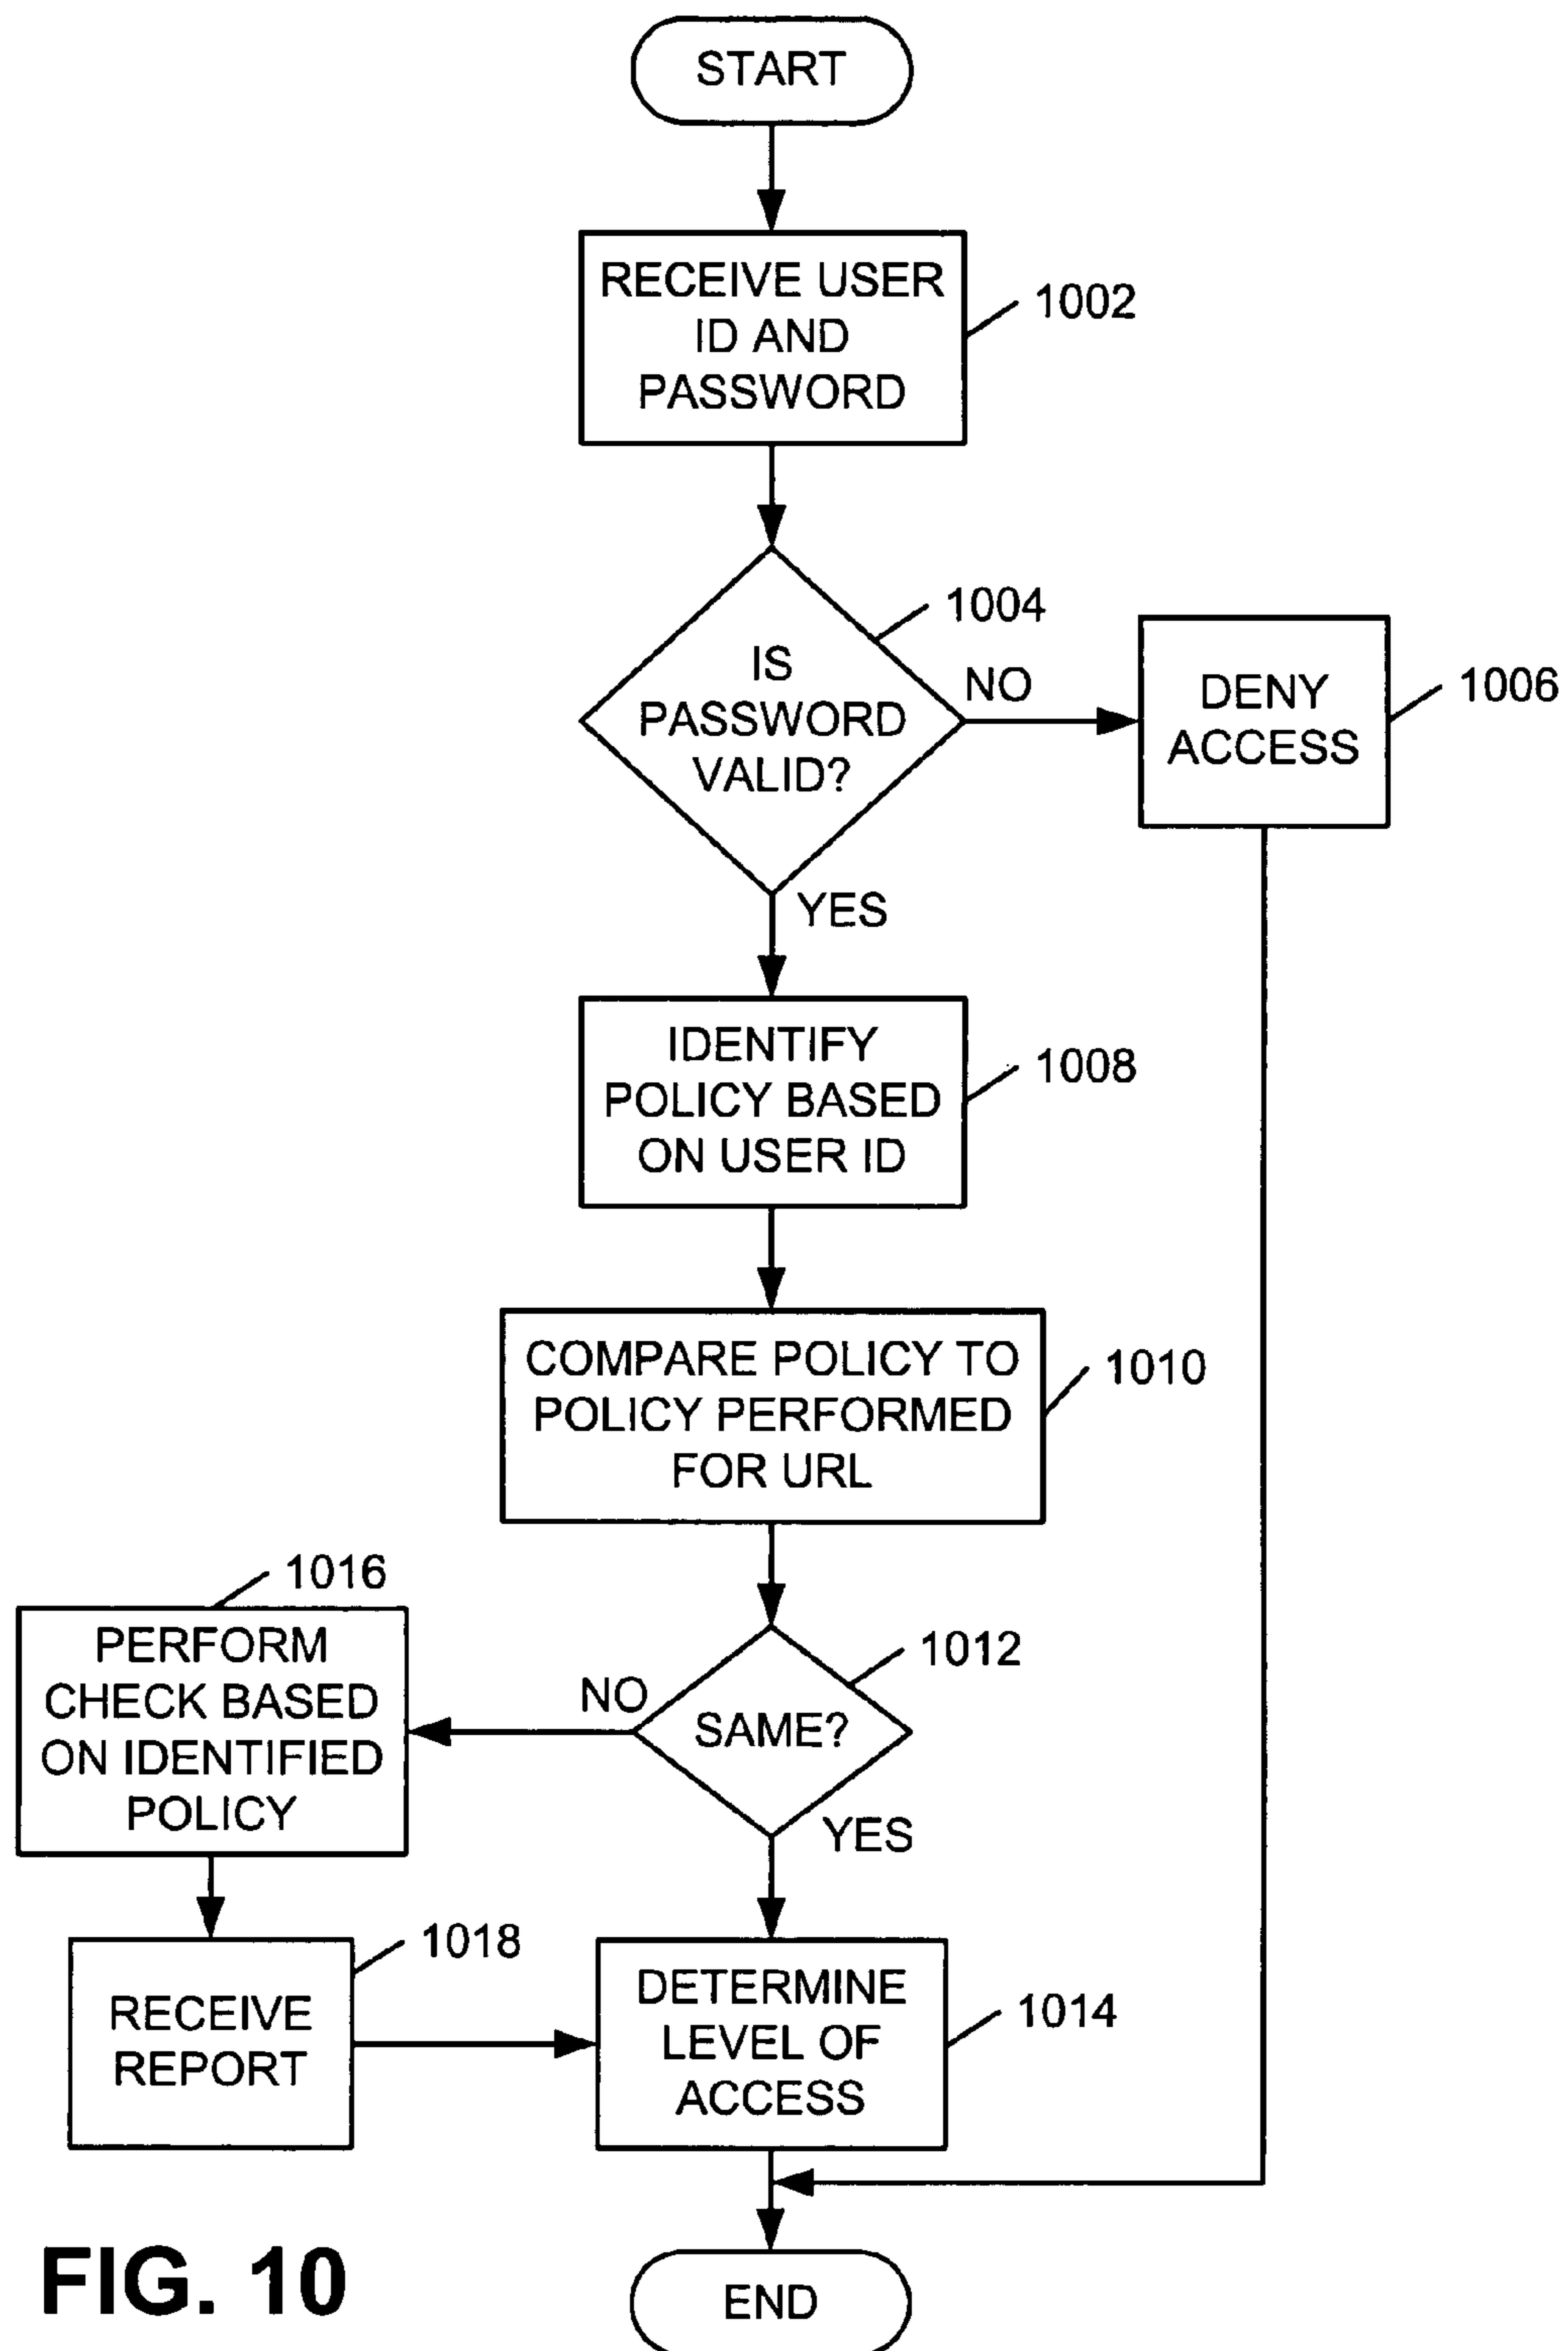 START
RECEIVE USER
ID AND
PASSWORD
1002
IS
PASSWORD
VALID?
1004
NO
DENY
ACCESS
1006
YES
IDENTIFY
POLICY BASED
ON USER ID
1008
COMPARE POLICY TO
POLICY PERFORMED
FOR URL
1010
SAME?
1012
NO
1016
PERFORM
CHECK BASED
ON IDENTIFIED
POLICY
YES
RECEIVE
REPORT
1018
DETERMINE
LEVEL OF
ACCESS
1014
END
FIG. 10